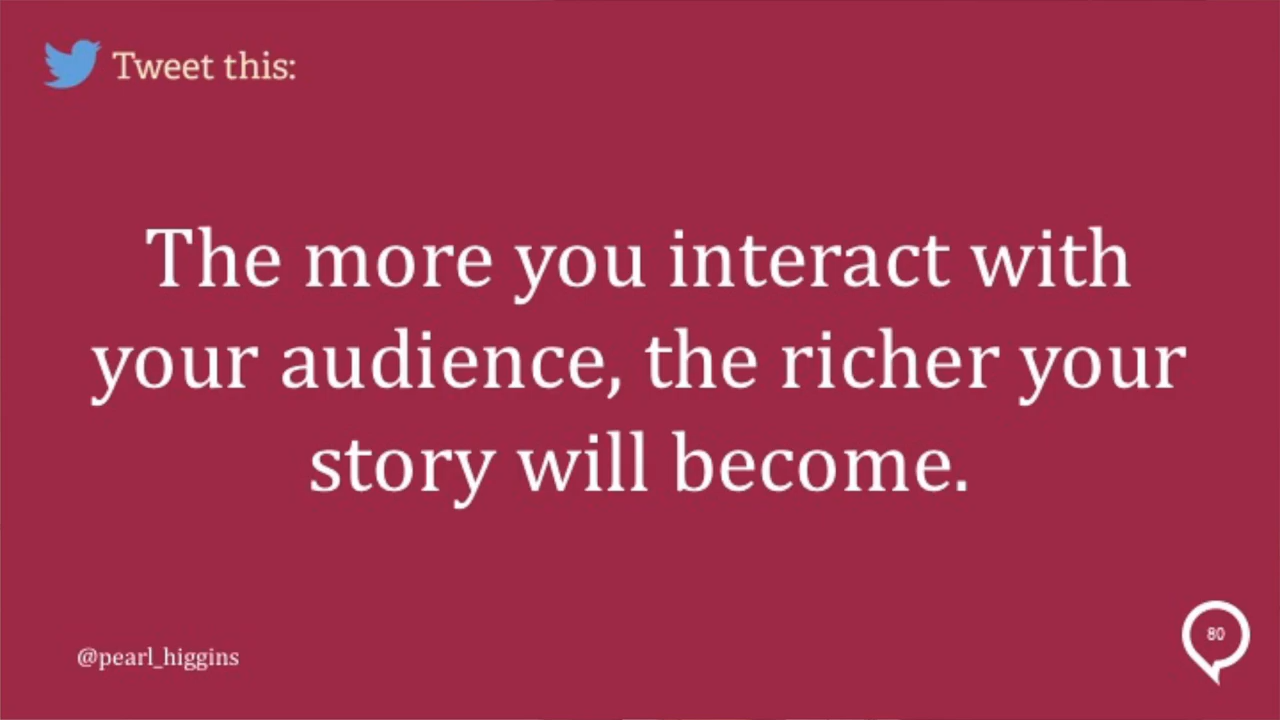 Tweet this:
The more you interact with
your audience, the richer your
story will become.
@pearl_higgins
80